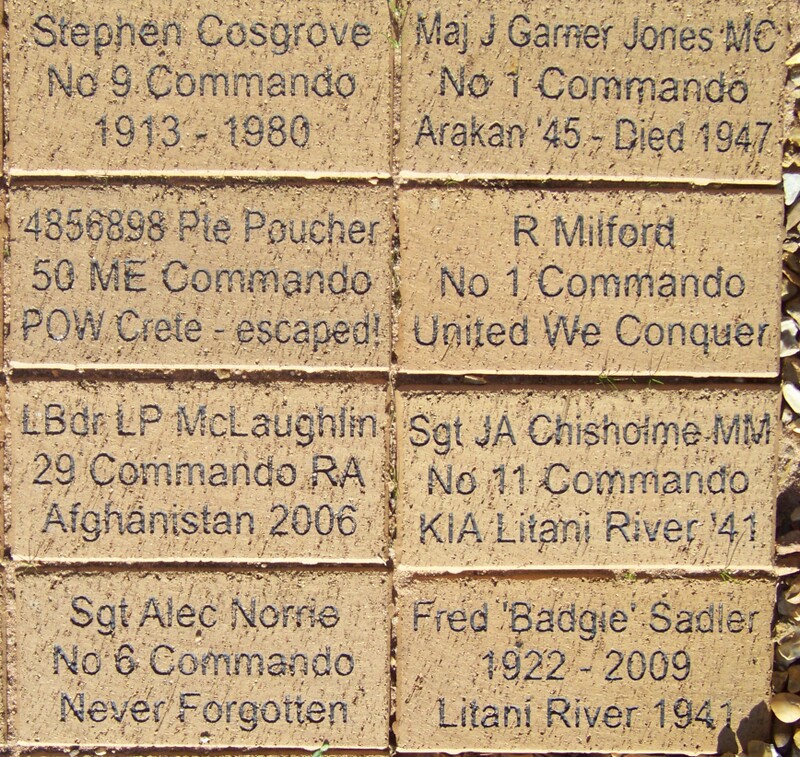 Stephen Cosgrove
No 9 Commando
1913 - 1980
Maj J Garner Jones MC
No 1 Commando
Arakan '45 - Died 1947
4856898 Pte Poucher
50 ME Commando
POW Crete - escaped!
R Milford
No 1 Commando
United We Conquer
LBdr LP McLaughlin
29 Commando RA
Afghanistan 2006
Sgt JA Chisholme MM
No 11 Commando
KIA Litani River '41
Sgt Alec Norrie
No 6 Commando
Never Forgotten
Fred 'Badgie' Sadler
1922 - 2009
Litani River 1941